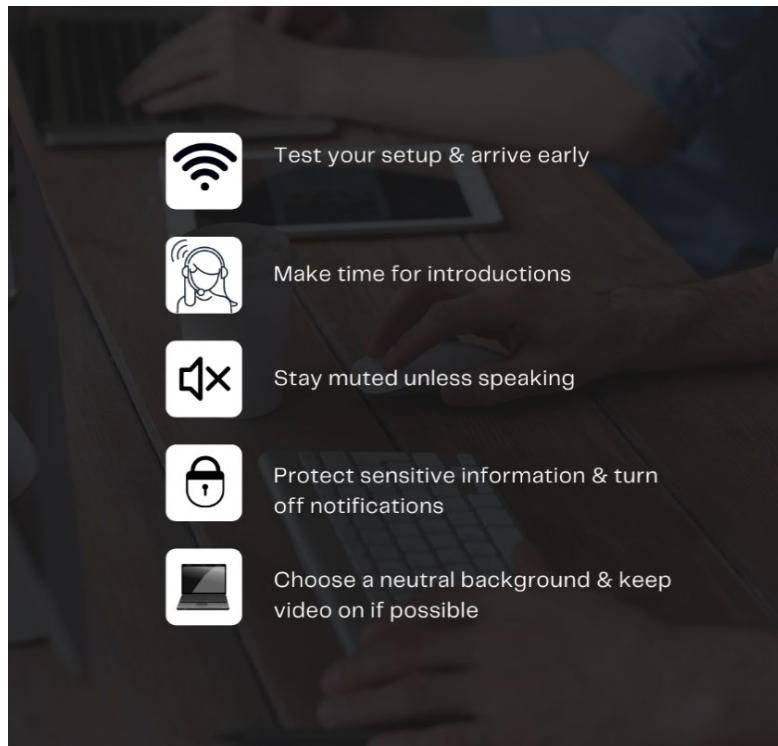 Test your setup & arrive early
Make time for introductions
Stay muted unless speaking
Protect sensitive information & turn
off notifications
Choose a neutral background & keep
video on if possible